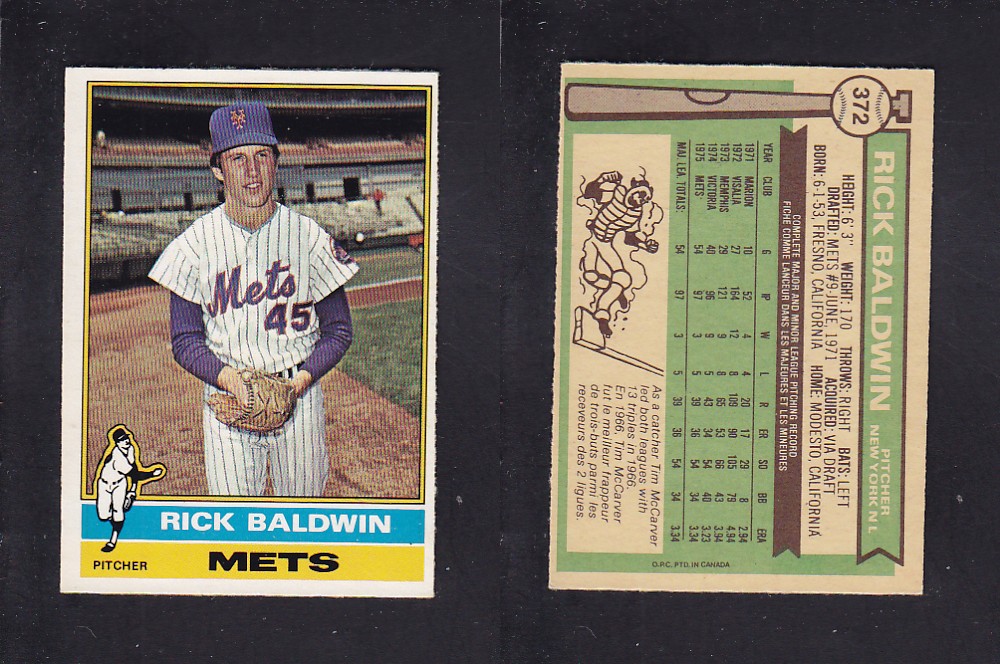 Mets
45
RICK BALDWIN
PITCHER
METS
372
RICK BALDWIN
PITCHER
NEW YORK N L
HEIGHT: 6' 3" WEIGHT: 170 THROWS: RIGHT BATS: LEFT
DRAFTED: METS #9-JUNE, 1971 ACQUIRED: VIA DRAFT
BORN: 6-1-53, FRESNO, CALIFORNIA HOME: MODESTO, CALIFORNIA
COMPLETE MAJOR AND MINOR LEAGUE PITCHING RECORD
FICHE COMME LANCEUR DANS LES MAJEURES ET LES MINEURES
YEAR CLUB G IP W L R ER SO BB ERA
1971 MARION 10 52 4 4 20 17 29 8 2.94
1972 VISALIA 27 164 12 8 109 90 105 79 4.94
1973 MEMPHIS 29 121 9 8 65 53 66 43 3.94
1974 VICTORIA 40 96 9 5 43 34 54 40 3.23
1975 METS 54 97 3 5 39 36 54 34 3.34
MAJ. LEA. TOTALS: 54 97 3 5 39 36 54 34 3.34
As a catcher Tim McCarver
led both leagues with
13 triples in 1966
En 1966, Tim McCarver
fut le meilleur frappeur
de trois-buts parmi les
receveurs des 2 ligues.
O.P.C. PTD. IN CANADA